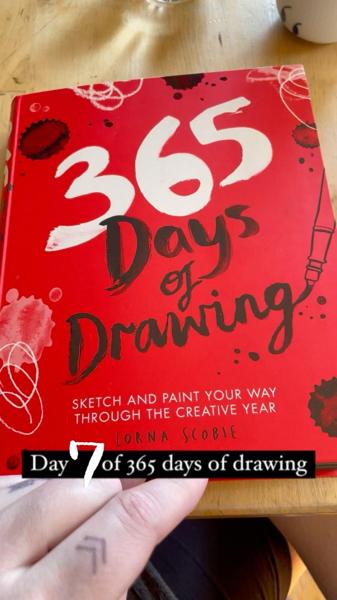 365
Days
of
Drawing
SKETCH AND PAINT YOUR WAY
THROUGH THE CREATIVE YEAR
LORNA SCOBIE
Day 7 of 365 days of drawing